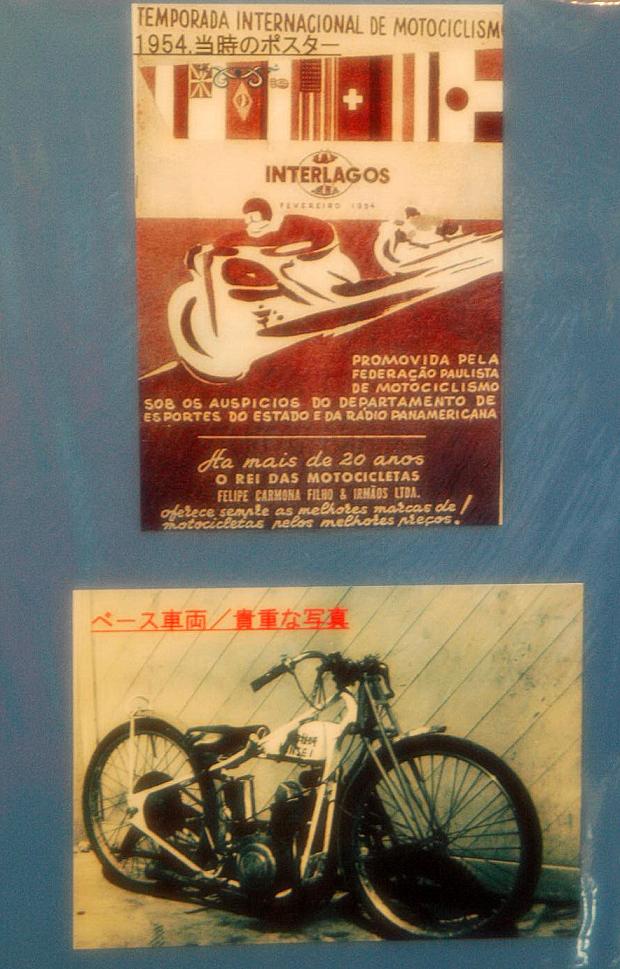 TEMPORADA INTERNACIONAL DE MOTOCICLISM
1954.当時のポスター
INTERLAGOS
FEVEREIRO 1954
PROMOVIDA PELA
FEDERAÇÃO PAULISTA
DE MOTOCICLISMO
SOB OS AUSPICIOS DO DEPARTAMENTO DE
ESPORTES DO ESTADO E DA RÁDIO PANAMERICANA
Ha mais de 20 anos
O REI DAS MOTOCICLETAS
FELIPE CARMONA FILHO & IRMÃOS LTDA.
oferece sempre as melhores marcas de
motocicletas pelos melhores preços!
ベース車両／貴重な写真